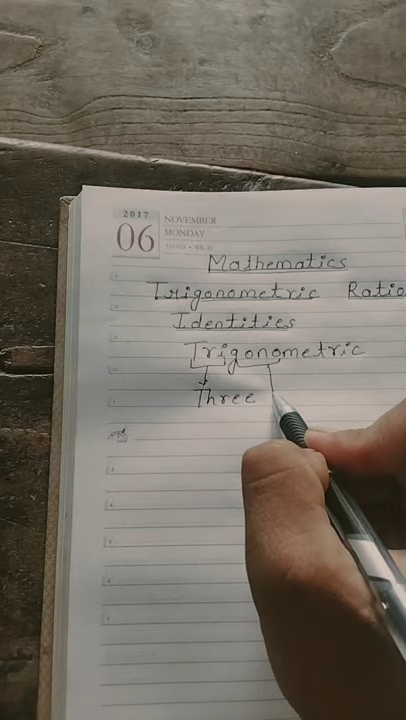 2017
06
NOVEMBER
MONDAY
Mathematics
Trigonometric Ratio
Identities
Trigonometric
Three